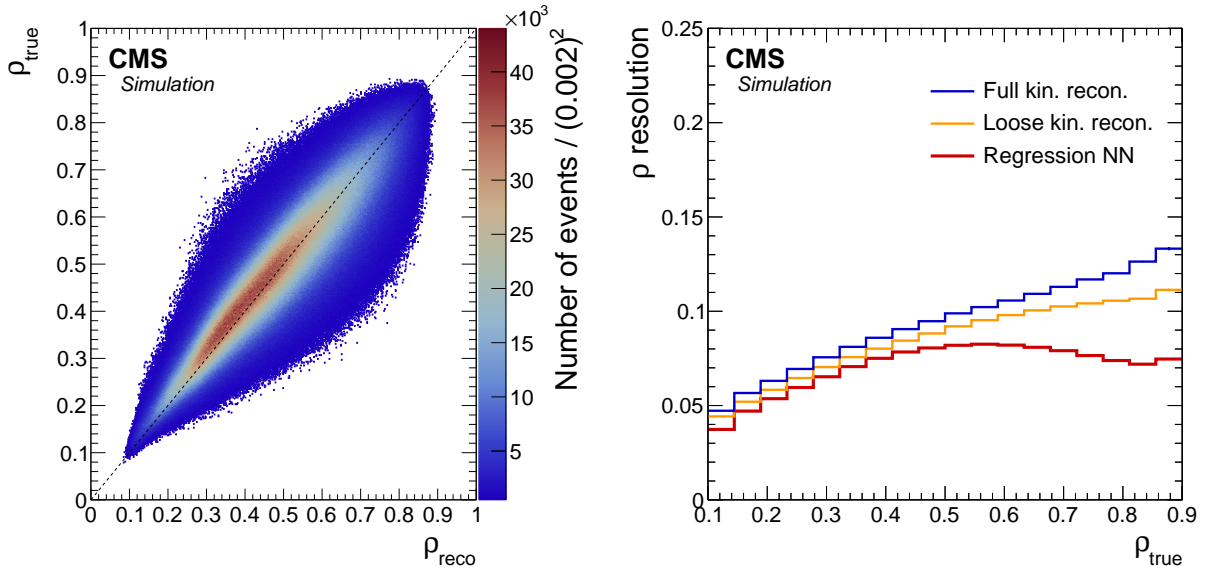 ×10³
CMS
Simulation
ρ_true
1
0.9
0.8
0.7
0.6
0.5
0.4
0.3
0.2
0.1
0
0 0.1 0.2 0.3 0.4 0.5 0.6 0.7 0.8 0.9 1
ρ_reco
40
35
30
25
20
15
10
5
Number of events / (0.002)²
CMS
Simulation
ρ resolution
0.25
0.2
0.15
0.1
0.05
0
Full kin. recon.
Loose kin. recon.
Regression NN
0.1 0.2 0.3 0.4 0.5 0.6 0.7 0.8 0.9
ρ_true